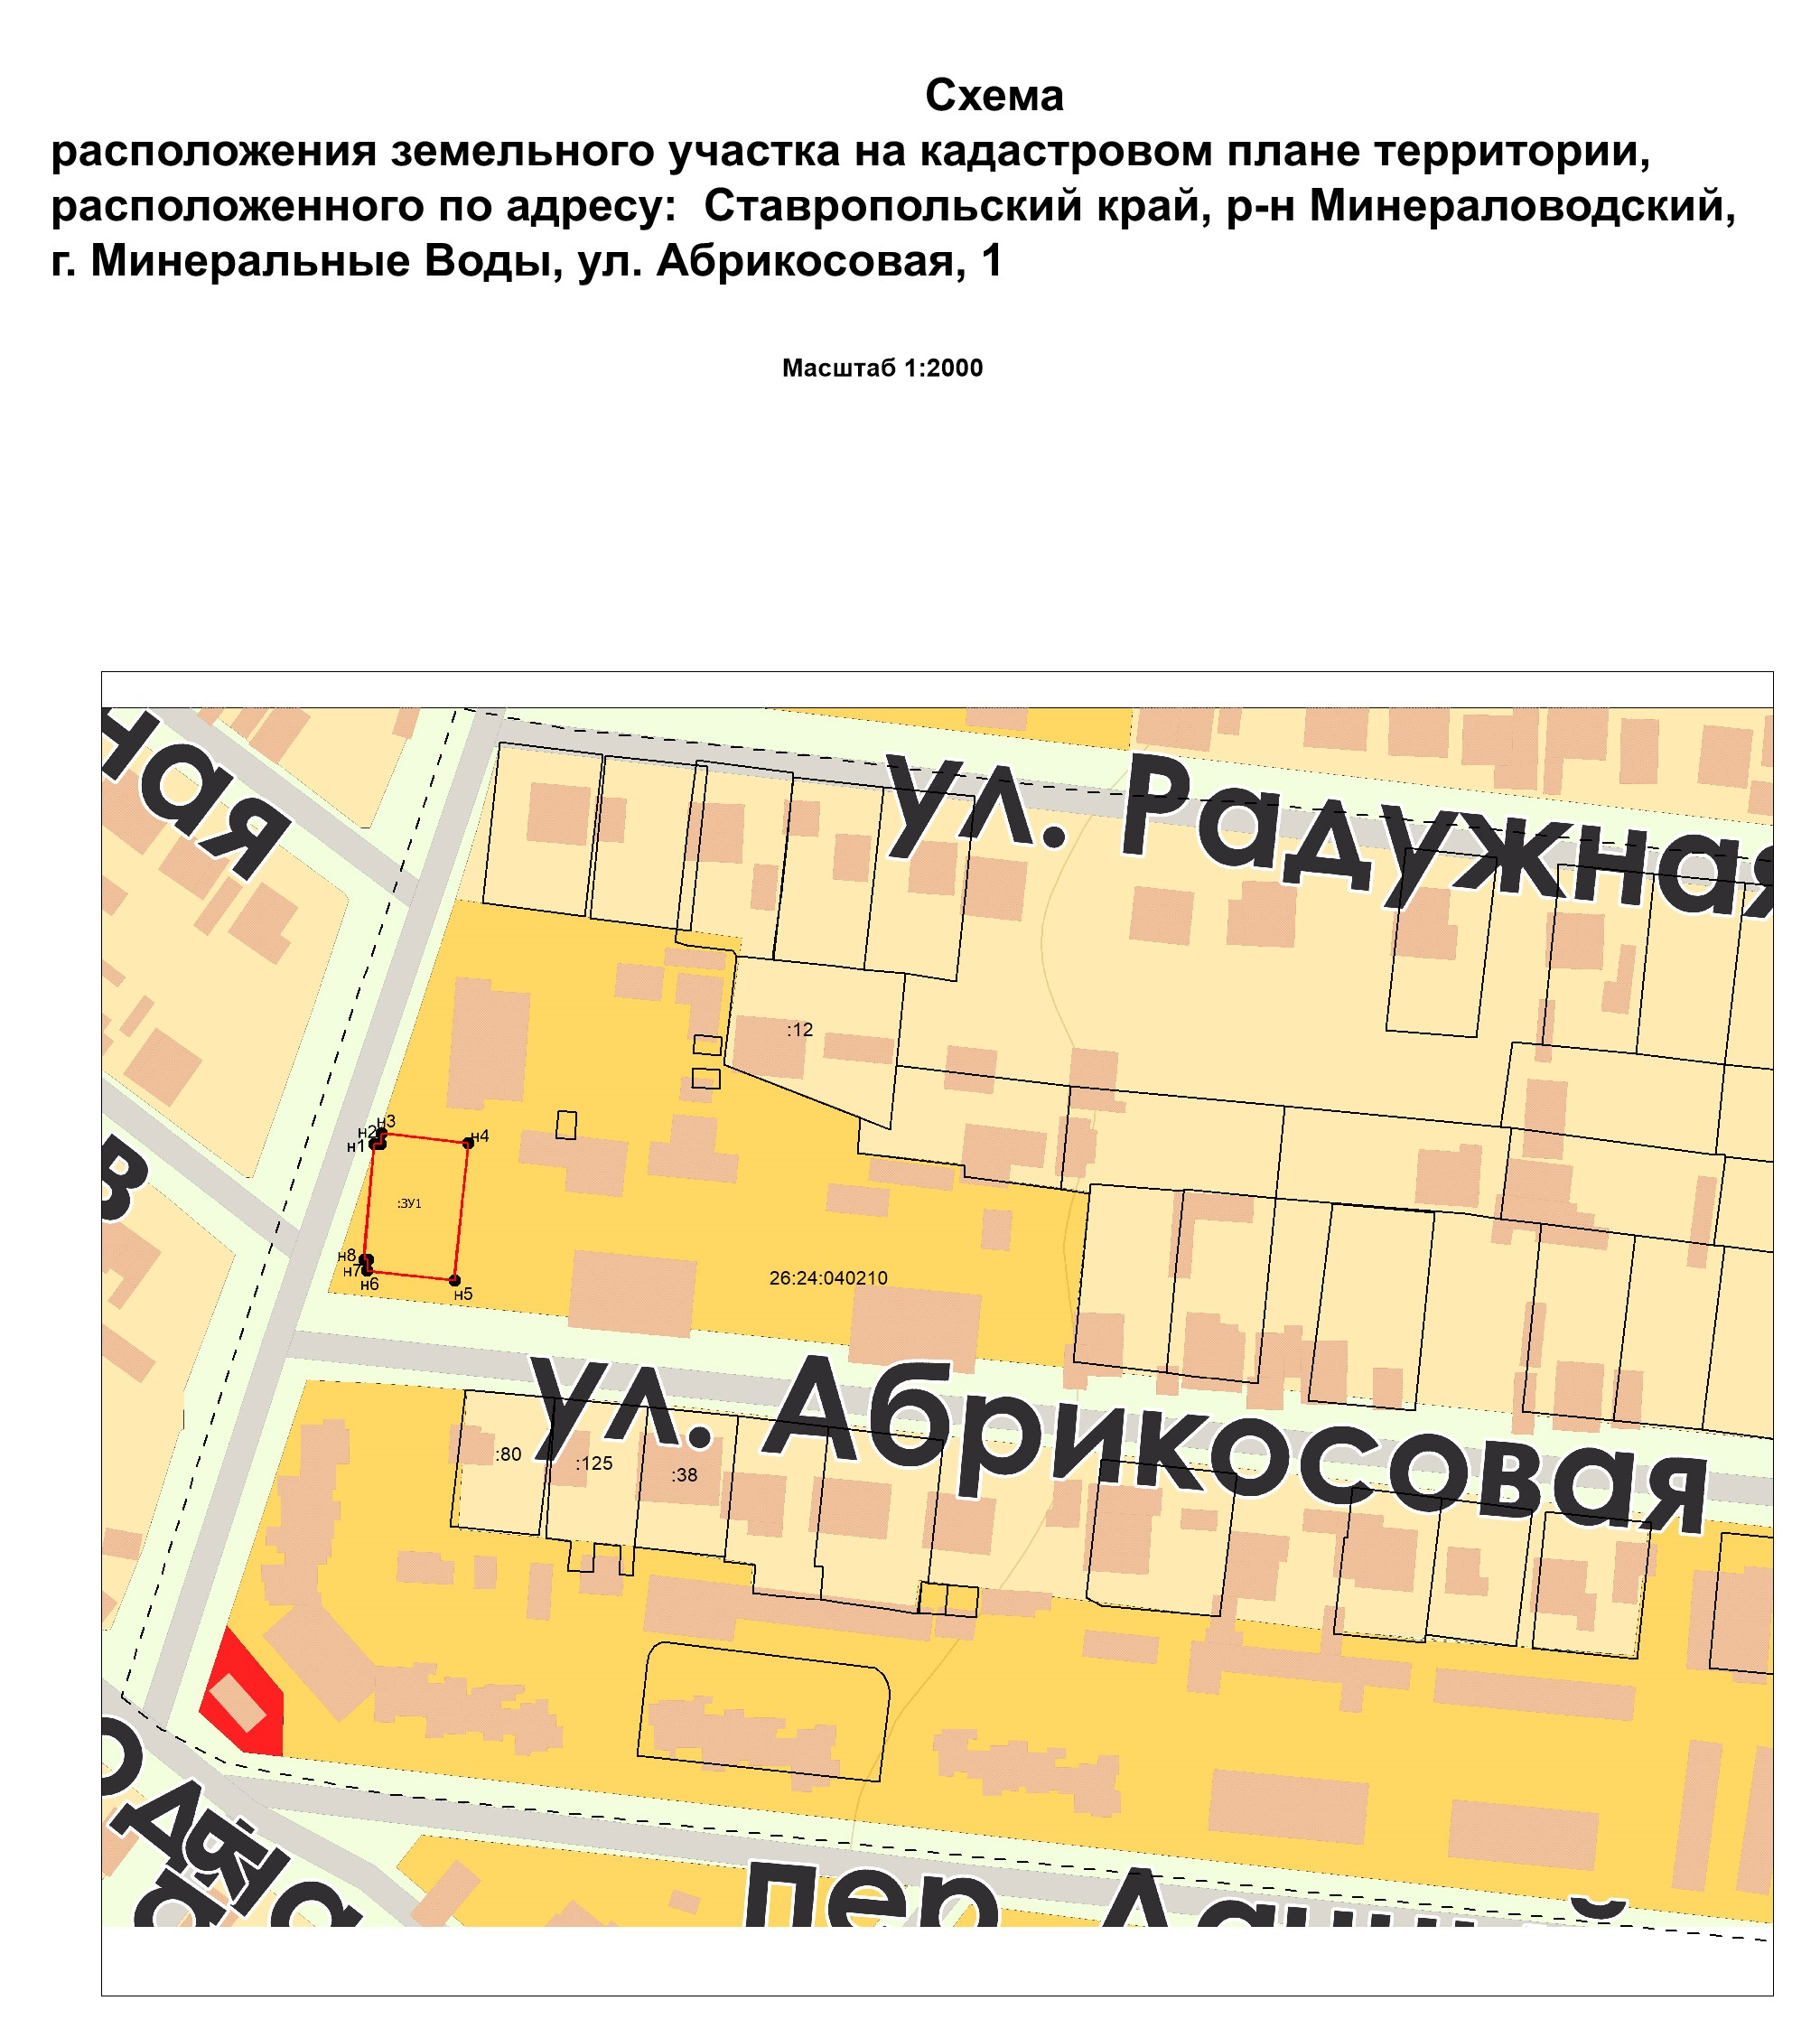 Схема
расположения земельного участка на кадастровом плане территории,
расположенного по адресу:  Ставропольский край, р-н Минераловодский,
г. Минеральные Воды, ул. Абрикосовая, 1
Масштаб 1:2000
ная
ул. Радужная
:12
н3
н2
н1
н4
в
:ЗУ1
н8
н7
н6
н5
26:24:040210
ул. Абрикосовая
:80
:125
:38
пер.